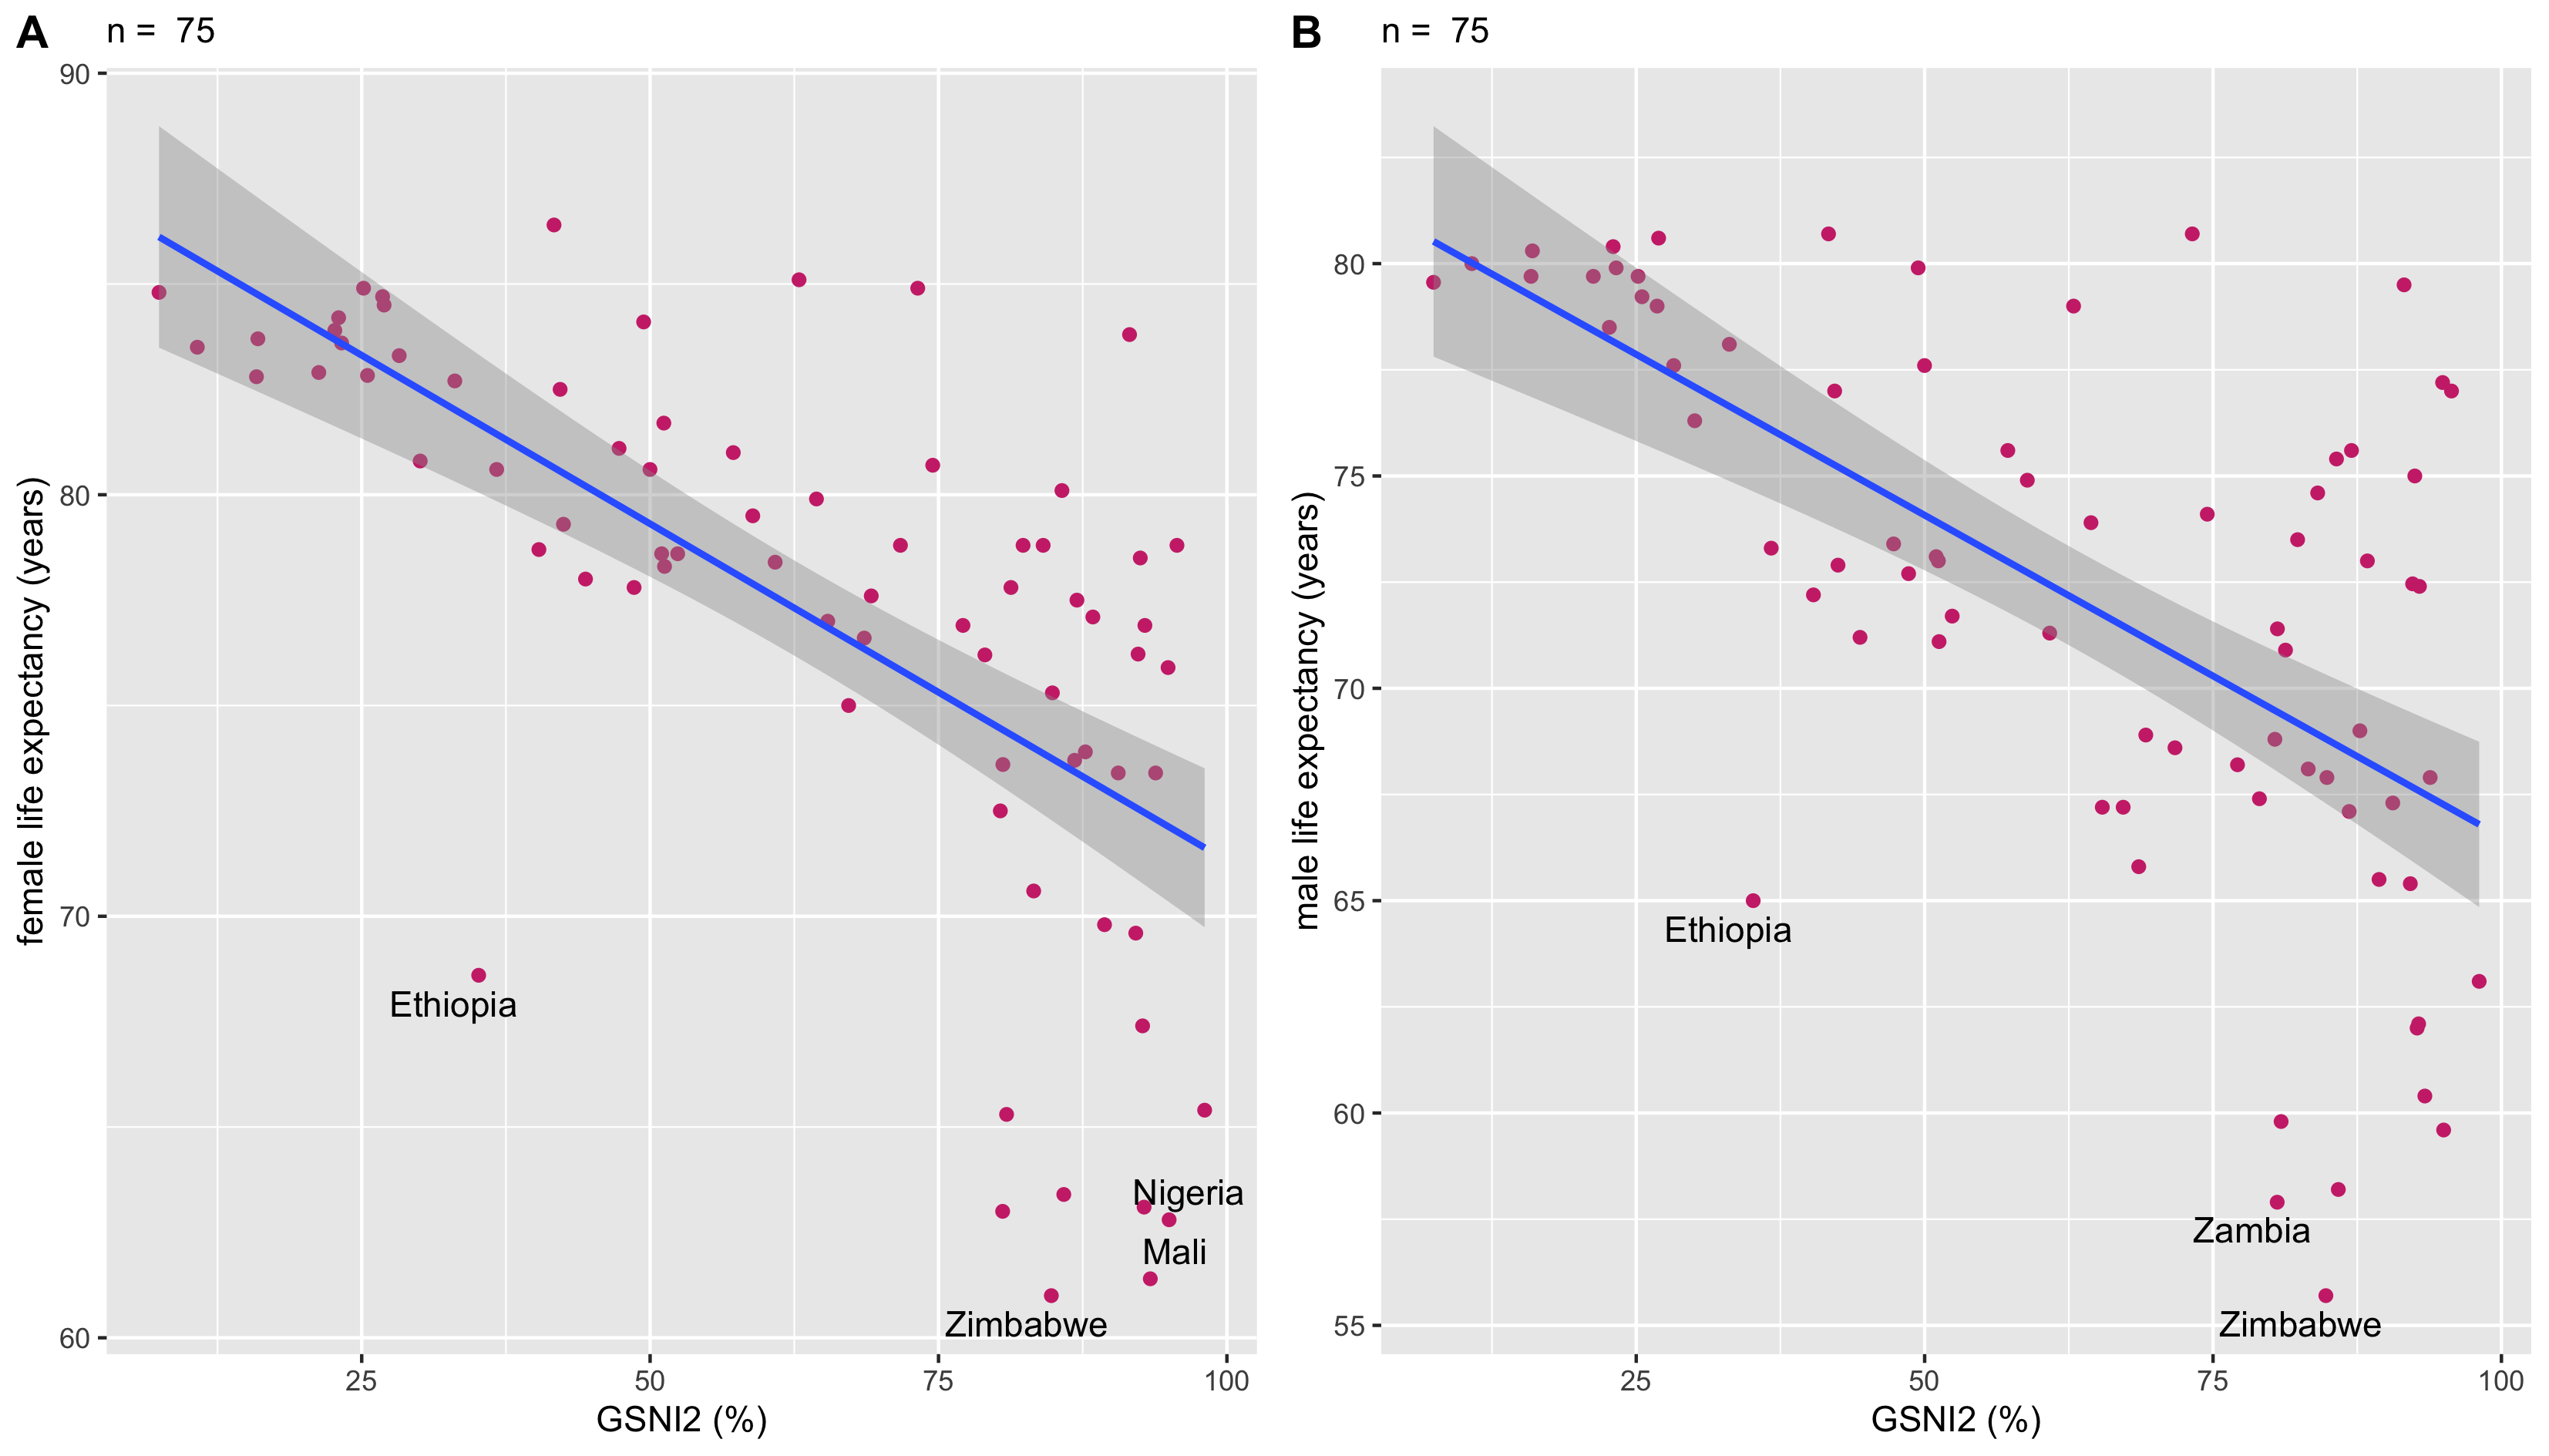 A
n = 75
90
80
70
60
female life expectancy (years)
Ethiopia
Nigeria
Mali
Zimbabwe
25
50
75
100
GSNI2 (%)
B
n = 75
80
75
70
65
60
55
male life expectancy (years)
Ethiopia
Zambia
Zimbabwe
25
50
75
100
GSNI2 (%)